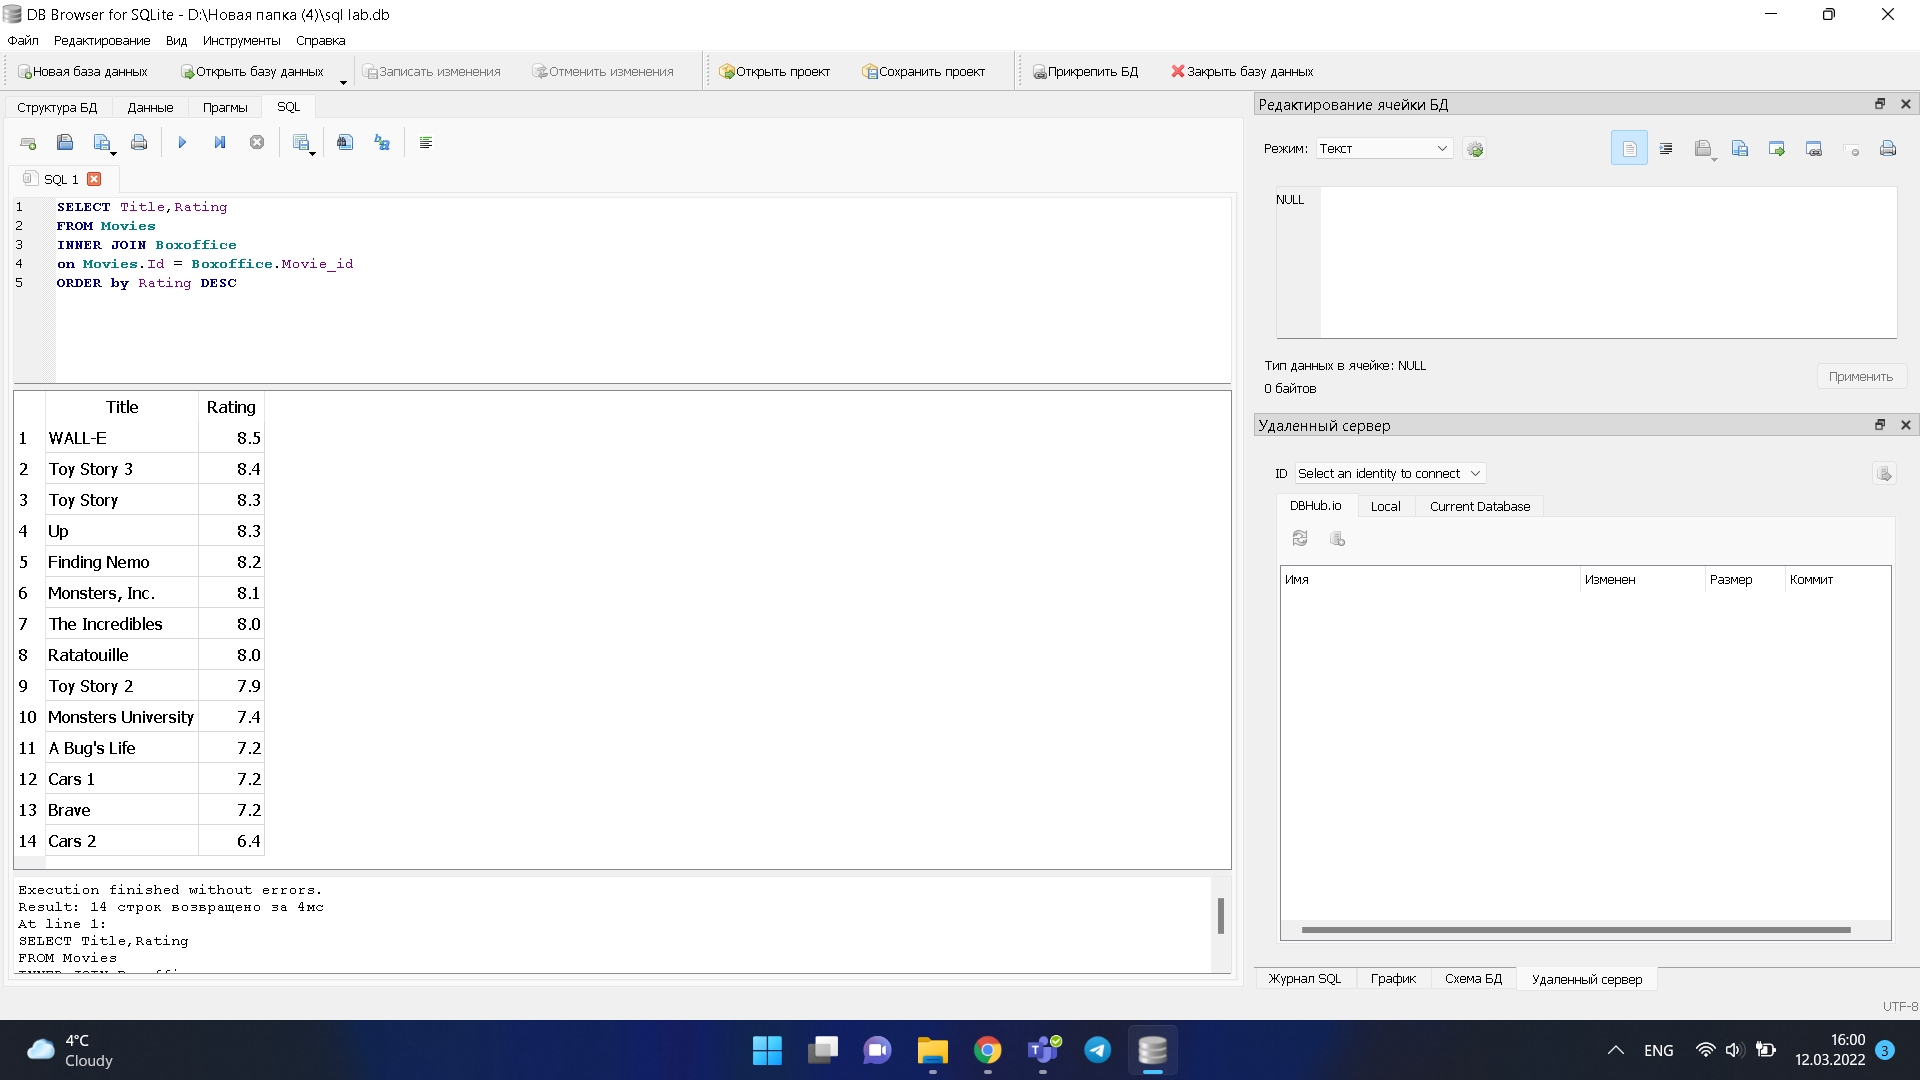 DB Browser for SQLite - D:\Новая папка (4)\sql lab.db
Файл Редактирование Вид Инструменты Справка
Новая база данных Открыть базу данных Записать изменения Отменить изменения Открыть проект Сохранить проект Прикрепить БД Закрыть базу данных
Структура БД Данные Прагмы SQL
SQL 1
1 SELECT Title,Rating
2 FROM Movies
3 INNER JOIN Boxoffice
4 on Movies.Id = Boxoffice.Movie_id
5 ORDER by Rating DESC
Title Rating
1 WALL-E 8.5
2 Toy Story 3 8.4
3 Toy Story 8.3
4 Up 8.3
5 Finding Nemo 8.2
6 Monsters, Inc. 8.1
7 The Incredibles 8.0
8 Ratatouille 8.0
9 Toy Story 2 7.9
10 Monsters University 7.4
11 A Bug's Life 7.2
12 Cars 1 7.2
13 Brave 7.2
14 Cars 2 6.4
Execution finished without errors.
Result: 14 строк возвращено за 4мс
At line 1:
SELECT Title,Rating
FROM Movies
Редактирование ячейки БД
Режим: Текст
NULL
Тип данных в ячейке: NULL
0 байтов
Применить
Удаленный сервер
ID Select an identity to connect
DBHub.io Local Current Database
Имя Изменен Размер Коммит
Журнал SQL График Схема БД Удаленный сервер
UTF-8
4°C
Cloudy
ENG
16:00
12.03.2022
3